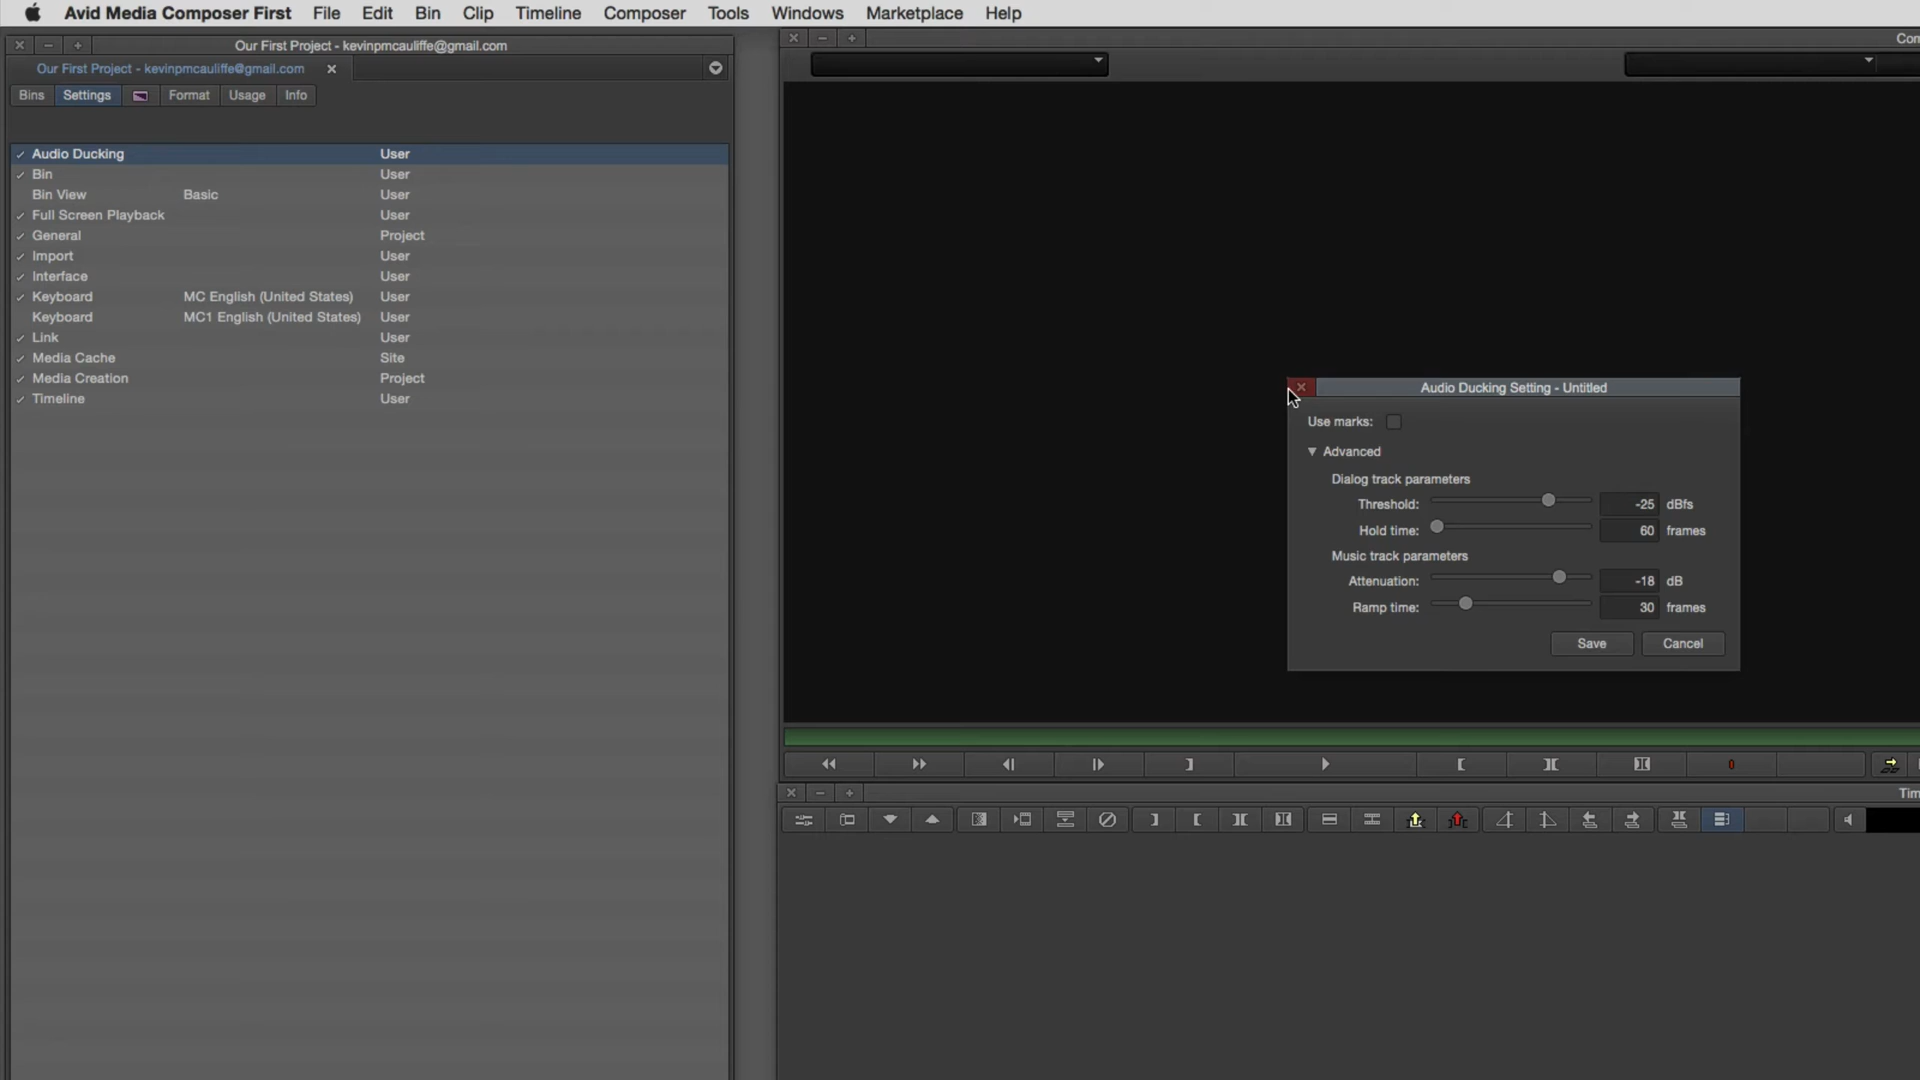 Avid Media Composer First File Edit Bin Clip Timeline Composer Tools Windows Marketplace Help
Our First Project - kevinpmcauliffe@gmail.com
Our First Project - kevinpmcauliffe@gmail.com
Bins Settings Format Usage Info
Audio Ducking User
Bin User
Bin View Basic User
Full Screen Playback User
General Project
Import User
Interface User
Keyboard MC English (United States) User
Keyboard MC1 English (United States) User
Link User
Media Cache Site
Media Creation Project
Timeline User
Com
Audio Ducking Setting - Untitled
Use marks:
Advanced
Dialog track parameters
Threshold: -25 dBfs
Hold time: 60 frames
Music track parameters
Attenuation: -18 dB
Ramp time: 30 frames
Save Cancel
Tim